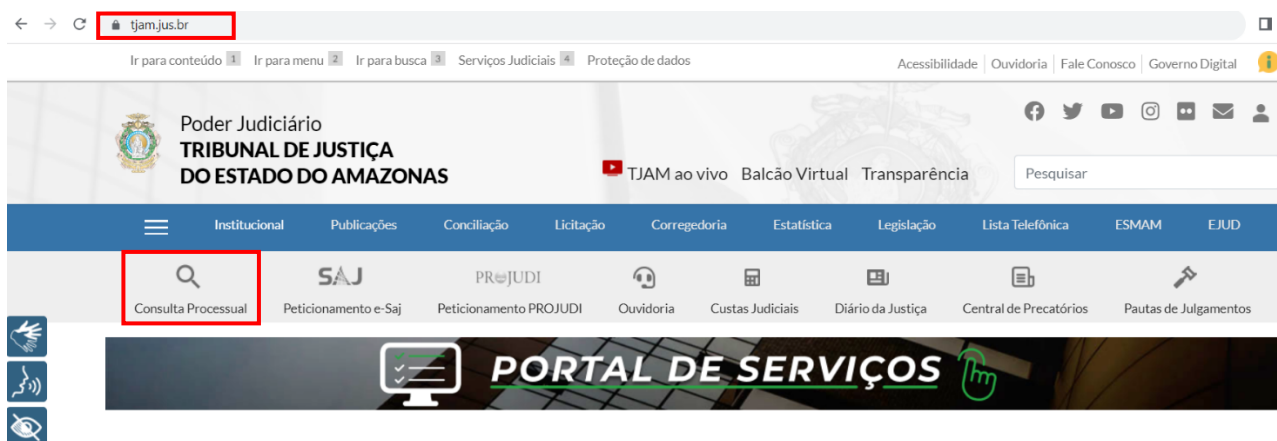 tjam.jus.br
Ir para conteúdo 1 Ir para menu 2 Ir para busca 3 Serviços Judiciais 4 Proteção de dados Acessibilidade Ouvidoria Fale Conosco Governo Digital
Poder Judiciário
TRIBUNAL DE JUSTIÇA
DO ESTADO DO AMAZONAS
TJAM ao vivo Balcão Virtual Transparência Pesquisar
Institucional Publicações Conciliação Licitação Corregedoria Estatística Legislação Lista Telefônica ESMAM EJUD
SAJ PROJUDI
Consulta Processual Peticionamento e-Saj Peticionamento PROJUDI Ouvidoria Custas Judiciais Diário da Justiça Central de Precatórios Pautas de Julgamentos
PORTAL DE SERVIÇOS